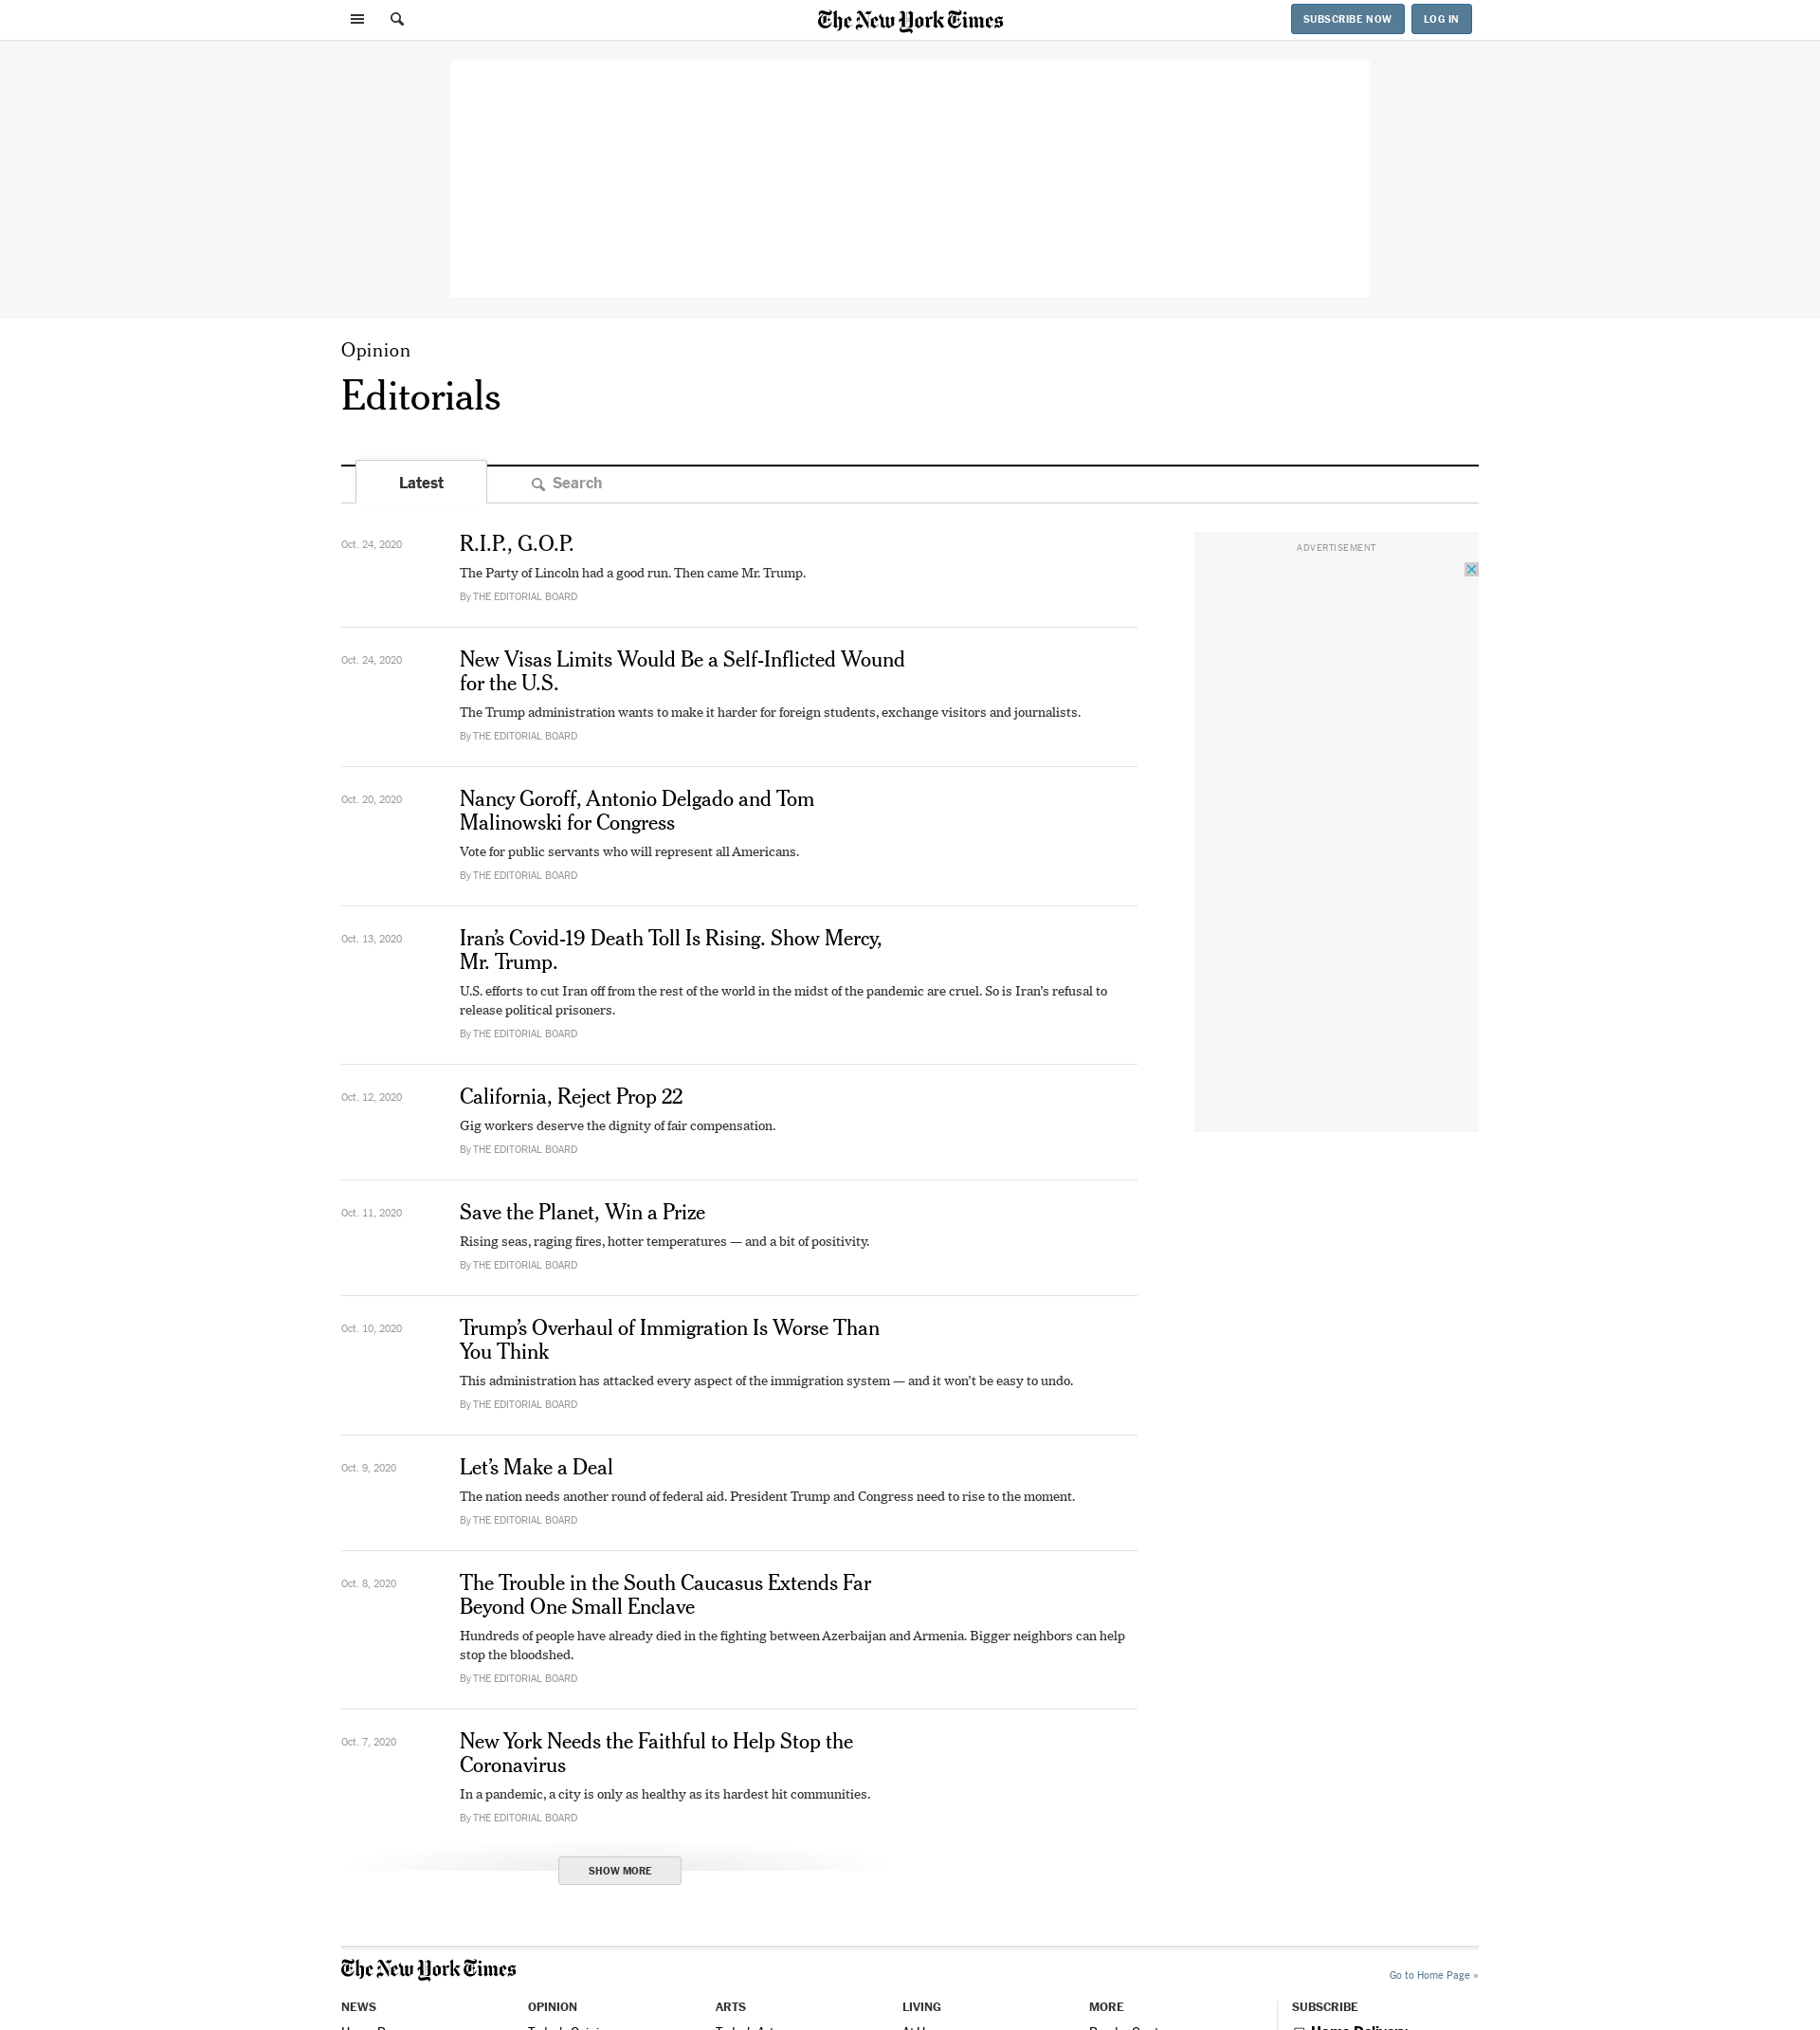 The New York Times
SUBSCRIBE NOW
LOG IN
Opinion
Editorials
Latest
Search
Oct. 24, 2020
R.I.P., G.O.P.
The Party of Lincoln had a good run. Then came Mr. Trump.
By THE EDITORIAL BOARD
ADVERTISEMENT
Oct. 24, 2020
New Visas Limits Would Be a Self-Inflicted Wound
for the U.S.
The Trump administration wants to make it harder for foreign students, exchange visitors and journalists.
By THE EDITORIAL BOARD
Oct. 20, 2020
Nancy Goroff, Antonio Delgado and Tom
Malinowski for Congress
Vote for public servants who will represent all Americans.
By THE EDITORIAL BOARD
Oct. 13, 2020
Iran’s Covid-19 Death Toll Is Rising. Show Mercy,
Mr. Trump.
U.S. efforts to cut Iran off from the rest of the world in the midst of the pandemic are cruel. So is Iran’s refusal to
release political prisoners.
By THE EDITORIAL BOARD
Oct. 12, 2020
California, Reject Prop 22
Gig workers deserve the dignity of fair compensation.
By THE EDITORIAL BOARD
Oct. 11, 2020
Save the Planet, Win a Prize
Rising seas, raging fires, hotter temperatures — and a bit of positivity.
By THE EDITORIAL BOARD
Oct. 10, 2020
Trump’s Overhaul of Immigration Is Worse Than
You Think
This administration has attacked every aspect of the immigration system — and it won’t be easy to undo.
By THE EDITORIAL BOARD
Oct. 9, 2020
Let’s Make a Deal
The nation needs another round of federal aid. President Trump and Congress need to rise to the moment.
By THE EDITORIAL BOARD
Oct. 8, 2020
The Trouble in the South Caucasus Extends Far
Beyond One Small Enclave
Hundreds of people have already died in the fighting between Azerbaijan and Armenia. Bigger neighbors can help
stop the bloodshed.
By THE EDITORIAL BOARD
Oct. 7, 2020
New York Needs the Faithful to Help Stop the
Coronavirus
In a pandemic, a city is only as healthy as its hardest hit communities.
By THE EDITORIAL BOARD
SHOW MORE
The New York Times
Go to Home Page »
NEWS
OPINION
ARTS
LIVING
MORE
SUBSCRIBE
Home Delivery